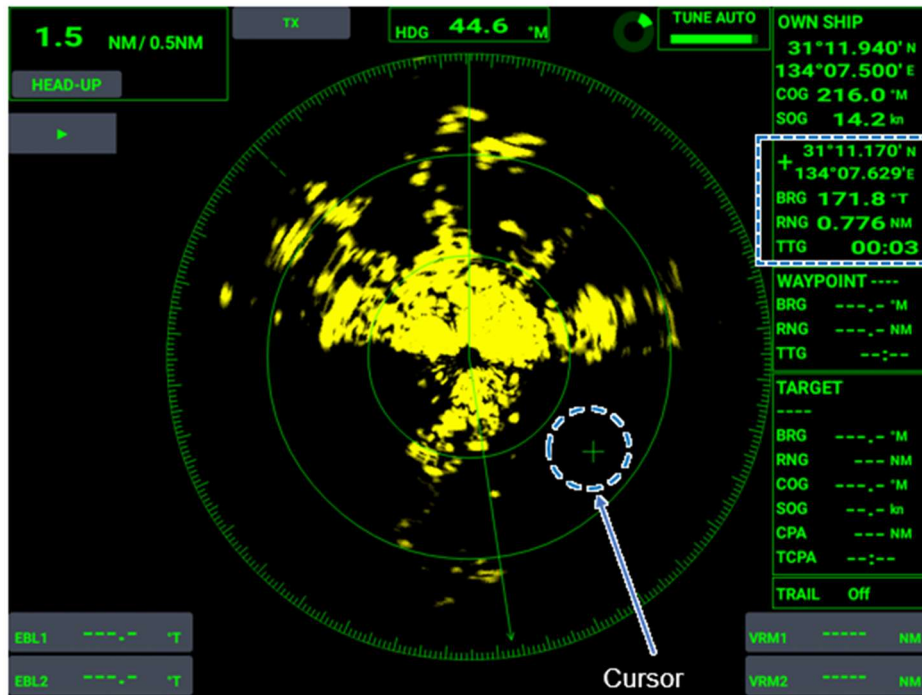 1.5 NM / 0.5NM
HEAD-UP
TX
HDG 44.6 °M
TUNE AUTO
OWN SHIP
31°11.940' N
134°07.500' E
COG 216.0 °M
SOG 14.2 kn
+ 31°11.170' N
134°07.629' E
BRG 171.8 °T
RNG 0.776 NM
TTG 00:03
WAYPOINT ----
BRG ---.- °M
RNG ---.- NM
TTG --:--
TARGET
----
BRG ---.- °M
RNG --- NM
COG ---.- °M
SOG --.- kn
CPA --- NM
TCPA --:--
TRAIL Off
EBL1 ---.- °T
EBL2 ---.- °T
VRM1 ----- NM
VRM2 ----- NM
Cursor